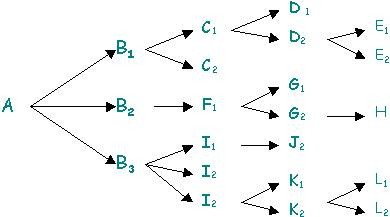 D1
C1 D2 E1
B1 C2 E2
A B2 F1 G1
G2 H
B3 I1 J2
I2 K1 L1
I2 K2 L2